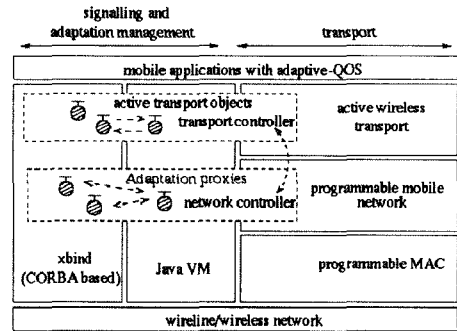 signalling and
adaptation management
transport
mobile applications with adaptive-QOS
active transport objects
transport controller
active wireless
transport
Adaptation proxies
network controller
programmable mobile
network
xbind
(CORBA based)
Java VM
programmable MAC
wireline/wireless network